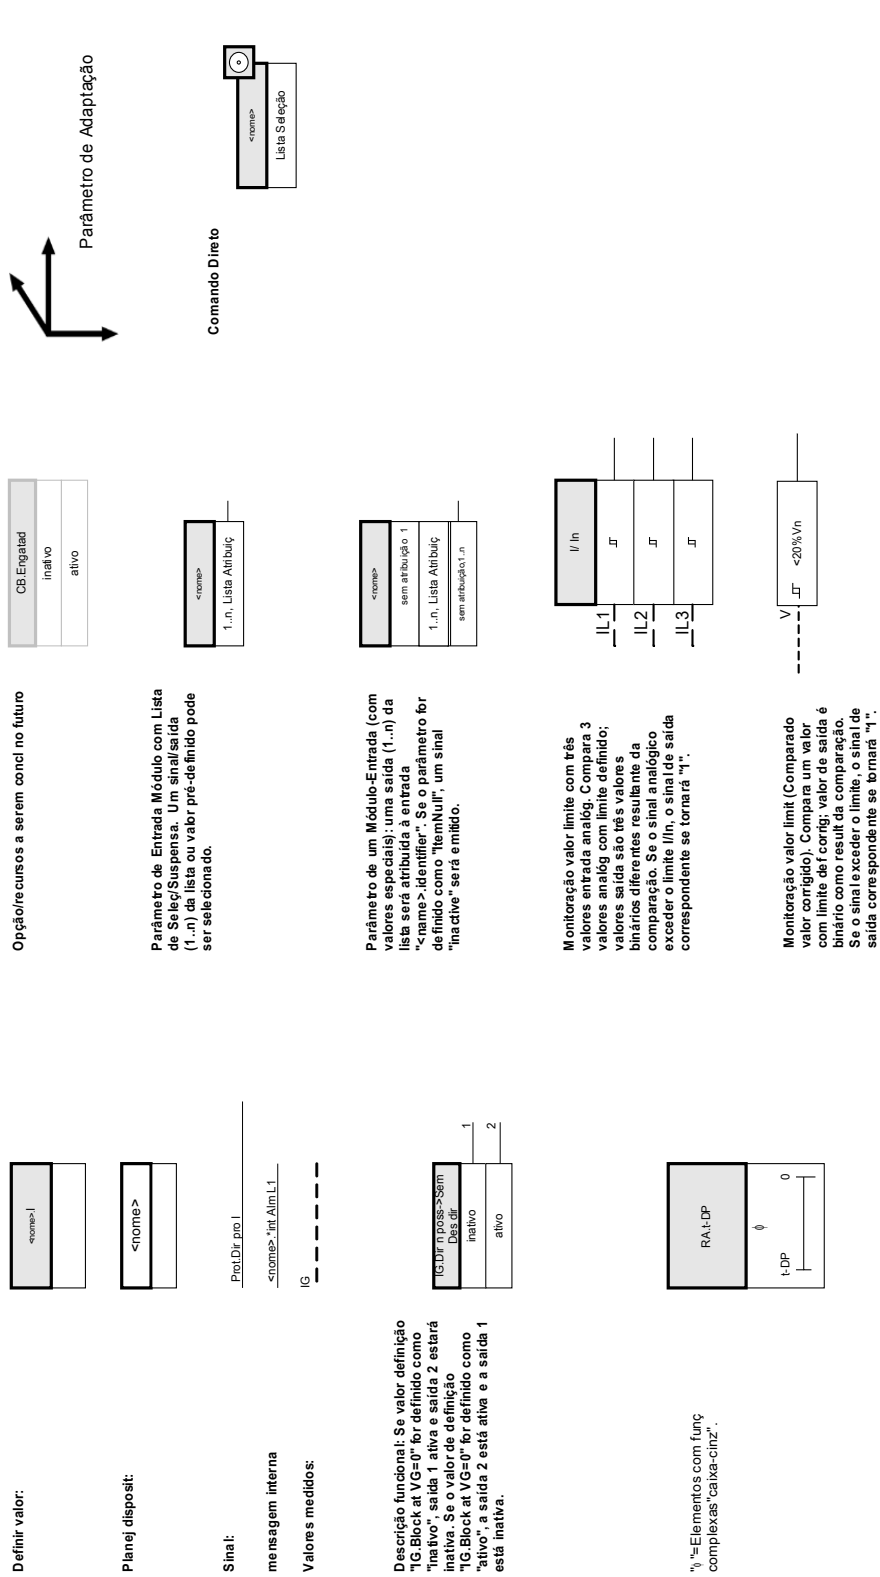 Definir valor:
<nome>.I
Planej disposit:
<nome>
Sinal:
Prot.Dir pro I
mensagem interna
<nome>.*int Alm L1
Valores medidos:
IG
Descrição funcional: Se valor definição
"IG.Block at VG=0" for definido como
"inativo", saída 1 ativa e saída 2 estará
inativa. Se o valor de definição
"IG.Block at VG=0" for definido como
"ativo", a saída 2 está ativa e a saída 1
está inativa.
IG.Dir n poss->Sem
Des dir
inativo
1
ativo
2
"ϕ"=Elementos com funç
complexas"caixa-cinz".
RA.t-DP
ϕ
t-DP
0
Opção/recursos a serem concl no futuro
CB.Engatad
inativo
ativo
Parâmetro de Entrada Módulo com Lista
de Seleç/Suspensa. Um sinal/saída
(1..n) da lista ou valor pré-definido pode
ser selecionado.
<nome>
1..n, Lista Atribuiç
Parâmetro de um Módulo-Entrada (com
valores especiais): uma saída (1..n) da
lista será atribuída à entrada
"<name>.identifier". Se o parâmetro for
definido como "ItemNull", um sinal
"inactive" será emitido.
<nome>
sem atribuição 1
1..n, Lista Atribuiç
sem atribuição,1..n
Monitoração valor limite com três
valores entrada analóg. Compara 3
valores analóg com limite definido;
valores saída são três valores
binários diferentes resultante da
comparação. Se o sinal analógico
exceder o limite I/In, o sinal de saída
correspondente se tornará "1".
I/ In
IL1
IL2
IL3
Monitoração valor limit (Comparado
valor corrigido). Compara um valor
com limite def corrig; valor de saída é
binário como result da comparação.
Se o sinal exceder o limite, o sinal de
saída correspondente se tornará "1".
V
<20%Vn
Parâmetro de Adaptação
Comando Direto
<nome>
Lista Seleção